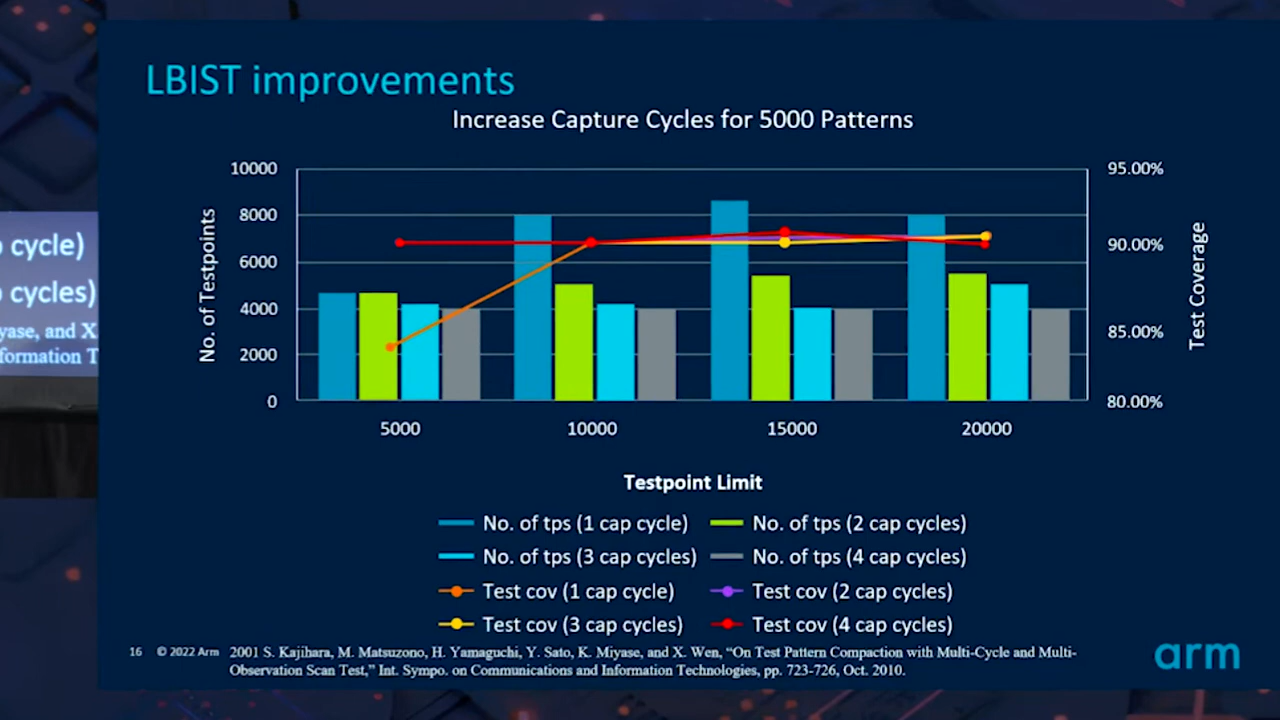 LBIST improvements
Increase Capture Cycles for 5000 Patterns
10000
8000
6000
4000
2000
0
No. of Testpoints
95.00%
90.00%
85.00%
80.00%
Test Coverage
5000 10000 15000 20000
Testpoint Limit
No. of tps (1 cap cycle) No. of tps (2 cap cycles)
No. of tps (3 cap cycles) No. of tps (4 cap cycles)
Test cov (1 cap cycle) Test cov (2 cap cycles)
Test cov (3 cap cycles) Test cov (4 cap cycles)
16 © 2022 Arm 2001 S. Kajihara, M. Matsuzono, H. Yamaguchi, Y. Sato, K. Miyase, and X. Wen, “On Test Pattern Compaction with Multi-Cycle and Multi-
Observation Scan Test,” Int. Sympo. on Communications and Information Technologies, pp. 723-726, Oct. 2010.
arm
cycle)
cycles)
and X